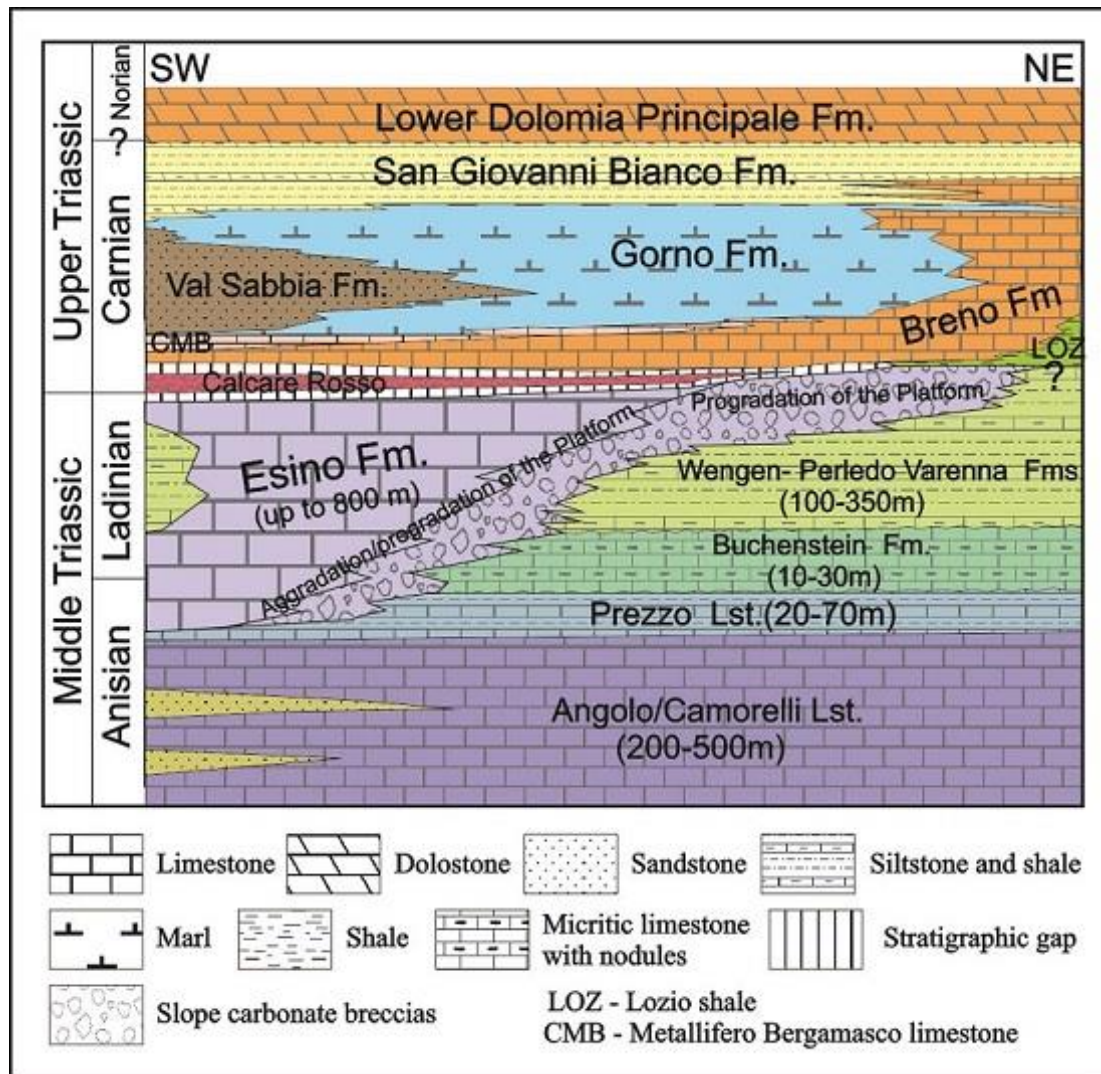 SW
NE
Norian
?
Lower Dolomia Principale Fm.
San Giovanni Bianco Fm.
Upper Triassic
Carnian
Gorno Fm.
Val Sabbia Fm.
Breno Fm
CMB
LOZ
?
Calcare Rosso
Progradation of the Platform
Aggradation/progradation of the Platform
Middle Triassic
Ladinian
Esino Fm.
(up to 800 m)
Wengen- Perledo Varenna Fms.
(100-350m)
Buchenstein Fm.
(10-30m)
Prezzo Lst.(20-70m)
Anisian
Angolo/Camorelli Lst.
(200-500m)
Limestone
Dolostone
Sandstone
Siltstone and shale
Marl
Shale
Micritic limestone
with nodules
Stratigraphic gap
Slope carbonate breccias
LOZ - Lozio shale
CMB - Metallifero Bergamasco limestone